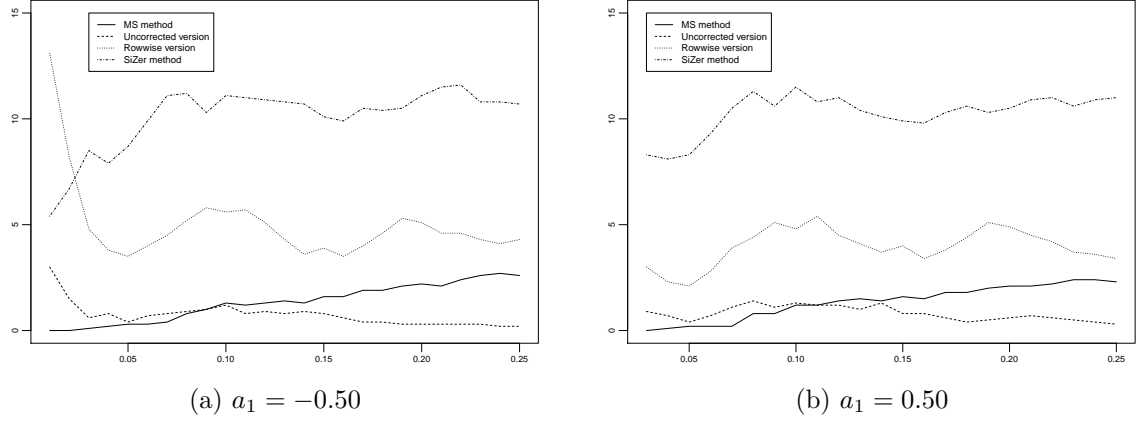 MS method
Uncorrected version
Rowwise version
SiZer method
0
5
10
15
0.05
0.10
0.15
0.20
0.25
(a) a₁ = −0.50
MS method
Uncorrected version
Rowwise version
SiZer method
0
5
10
15
0.05
0.10
0.15
0.20
0.25
(b) a₁ = 0.50